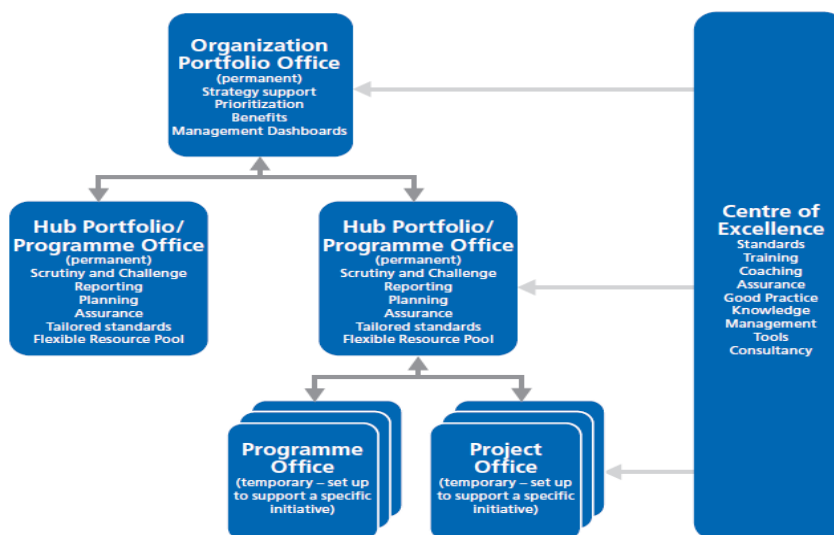 Organization
Portfolio Office
(permanent)
Strategy support
Prioritization
Benefits
Management Dashboards
Hub Portfolio/
Programme Office
(permanent)
Scrutiny and Challenge
Reporting
Planning
Assurance
Tailored standards
Flexible Resource Pool
Hub Portfolio/
Programme Office
(permanent)
Scrutiny and Challenge
Reporting
Planning
Assurance
Tailored standards
Flexible Resource Pool
Programme
Office
(temporary – set up
to support a specific
initiative)
Project
Office
(temporary – set up
to support a specific
initiative)
Centre of
Excellence
Standards
Training
Coaching
Assurance
Good Practice
Knowledge
Management
Tools
Consultancy